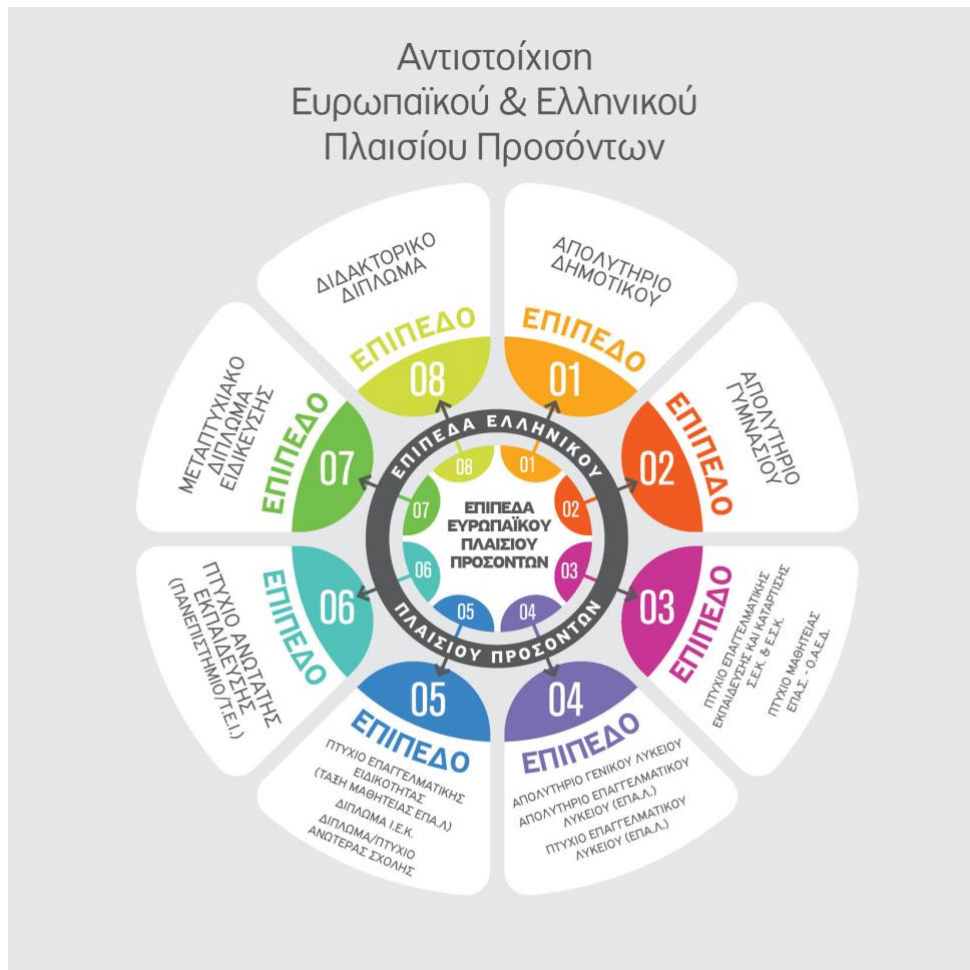 Αντιστοίχιση
Ευρωπαϊκού & Ελληνικού
Πλαισίου Προσόντων
ΑΠΟΛΥΤΗΡΙΟ
ΔΗΜΟΤΙΚΟΥ
ΕΠΙΠΕΔΟ
01
ΑΠΟΛΥΤΗΡΙΟ
ΓΥΜΝΑΣΙΟΥ
ΕΠΙΠΕΔΟ
02
ΕΠΙΠΕΔΟ
03
ΠΤΥΧΙΟ ΕΠΑΓΓΕΛΜΑΤΙΚΗΣ
ΕΚΠΑΙΔΕΥΣΗΣ ΚΑΙ ΚΑΤΑΡΤΙΣΗΣ
Σ.Ε.Κ. & Ε.Σ.Κ.
ΠΤΥΧΙΟ ΜΑΘΗΤΕΙΑΣ
ΕΠΑ.Σ. - Ο.Α.Ε.Δ.
04
ΕΠΙΠΕΔΟ
ΑΠΟΛΥΤΗΡΙΟ ΓΕΝΙΚΟΥ ΛΥΚΕΙΟΥ
ΑΠΟΛΥΤΗΡΙΟ ΕΠΑΓΓΕΛΜΑΤΙΚΟΥ
ΛΥΚΕΙΟΥ (ΕΠΑ.Λ.)
ΠΤΥΧΙΟ ΕΠΑΓΓΕΛΜΑΤΙΚΟΥ
ΛΥΚΕΙΟΥ (ΕΠΑ.Λ.)
05
ΕΠΙΠΕΔΟ
ΠΤΥΧΙΟ ΕΠΑΓΓΕΛΜΑΤΙΚΗΣ
ΕΙΔΙΚΟΤΗΤΑΣ
(ΤΑΞΗ ΜΑΘΗΤΕΙΑΣ ΕΠΑ.Λ)
ΔΙΠΛΩΜΑ Ι.Ε.Κ.
ΔΙΠΛΩΜΑ/ΠΤΥΧΙΟ
ΑΝΩΤΕΡΑΣ ΣΧΟΛΗΣ
06
ΕΠΙΠΕΔΟ
ΠΤΥΧΙΟ ΑΝΩΤΑΤΗΣ
ΕΚΠΑΙΔΕΥΣΗΣ
(ΠΑΝΕΠΙΣΤΗΜΙΟ/Τ.Ε.Ι.)
ΜΕΤΑΠΤΥΧΙΑΚΟ
ΔΙΠΛΩΜΑ
ΕΙΔΙΚΕΥΣΗΣ
ΕΠΙΠΕΔΟ
07
ΔΙΔΑΚΤΟΡΙΚΟ
ΔΙΠΛΩΜΑ
ΕΠΙΠΕΔΟ
08
ΕΠΙΠΕΔΑ ΕΛΛΗΝΙΚΟΥ
ΠΛΑΙΣΙΟΥ ΠΡΟΣΟΝΤΩΝ
01
02
03
04
05
06
07
08
ΕΠΙΠΕΔΑ
ΕΥΡΩΠΑΪΚΟΥ
ΠΛΑΙΣΙΟΥ
ΠΡΟΣΟΝΤΩΝ